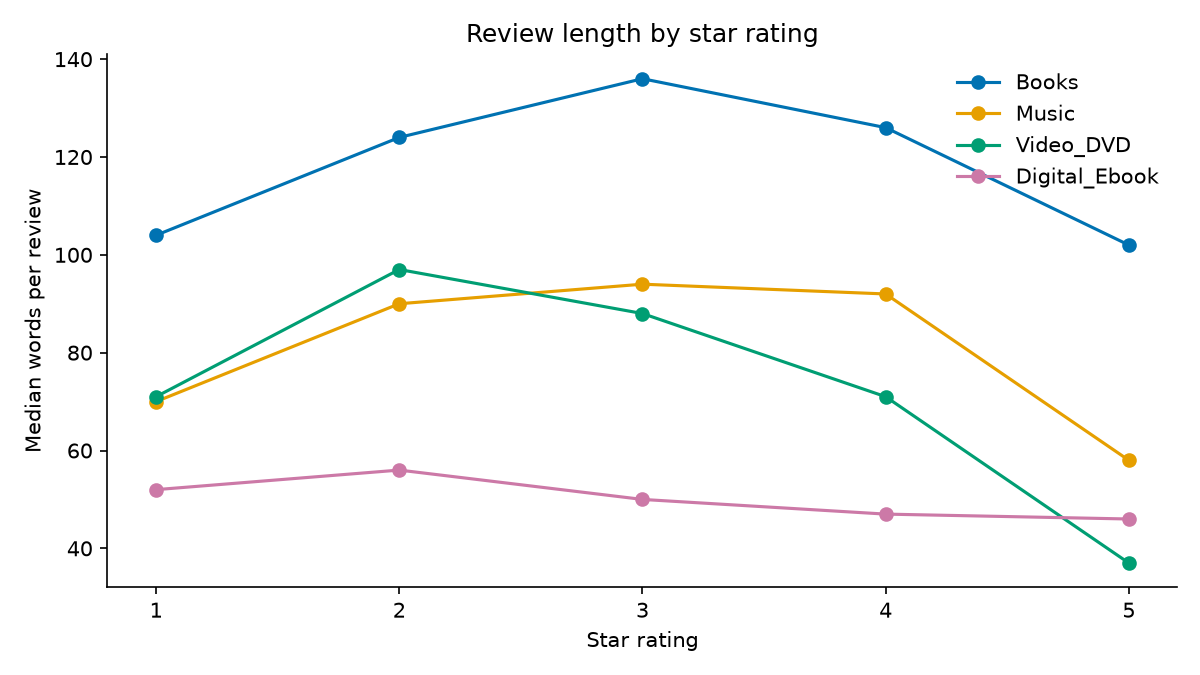 Review length by star rating
140
120
100
80
60
40
Median words per review
Books
Music
Video_DVD
Digital_Ebook
1 2 3 4 5
Star rating